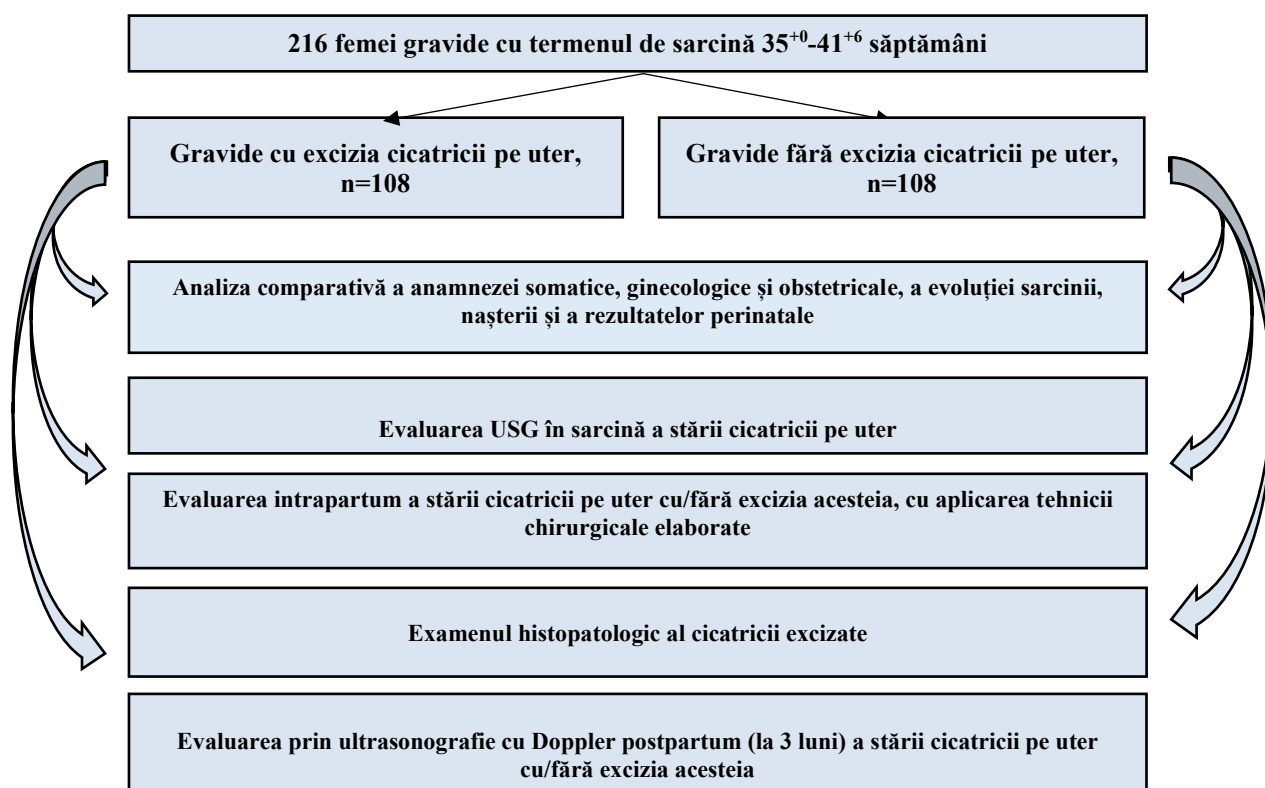 216 femei gravide cu termenul de sarcină 35⁺⁰-41⁺⁶ săptămâni
Gravide cu excizia cicatricii pe uter,
n=108
Gravide fără excizia cicatricii pe uter,
n=108
Analiza comparativă a anamnezei somatice, ginecologice și obstetricale, a evoluției sarcinii,
nașterii și a rezultatelor perinatale
Evaluarea USG în sarcină a stării cicatricii pe uter
Evaluarea intrapartum a stării cicatricii pe uter cu/fără excizia acesteia, cu aplicarea tehnicii
chirurgicale elaborate
Examenul histopatologic al cicatricii excizate
Evaluarea prin ultrasonografie cu Doppler postpartum (la 3 luni) a stării cicatricii pe uter
cu/fără excizia acesteia